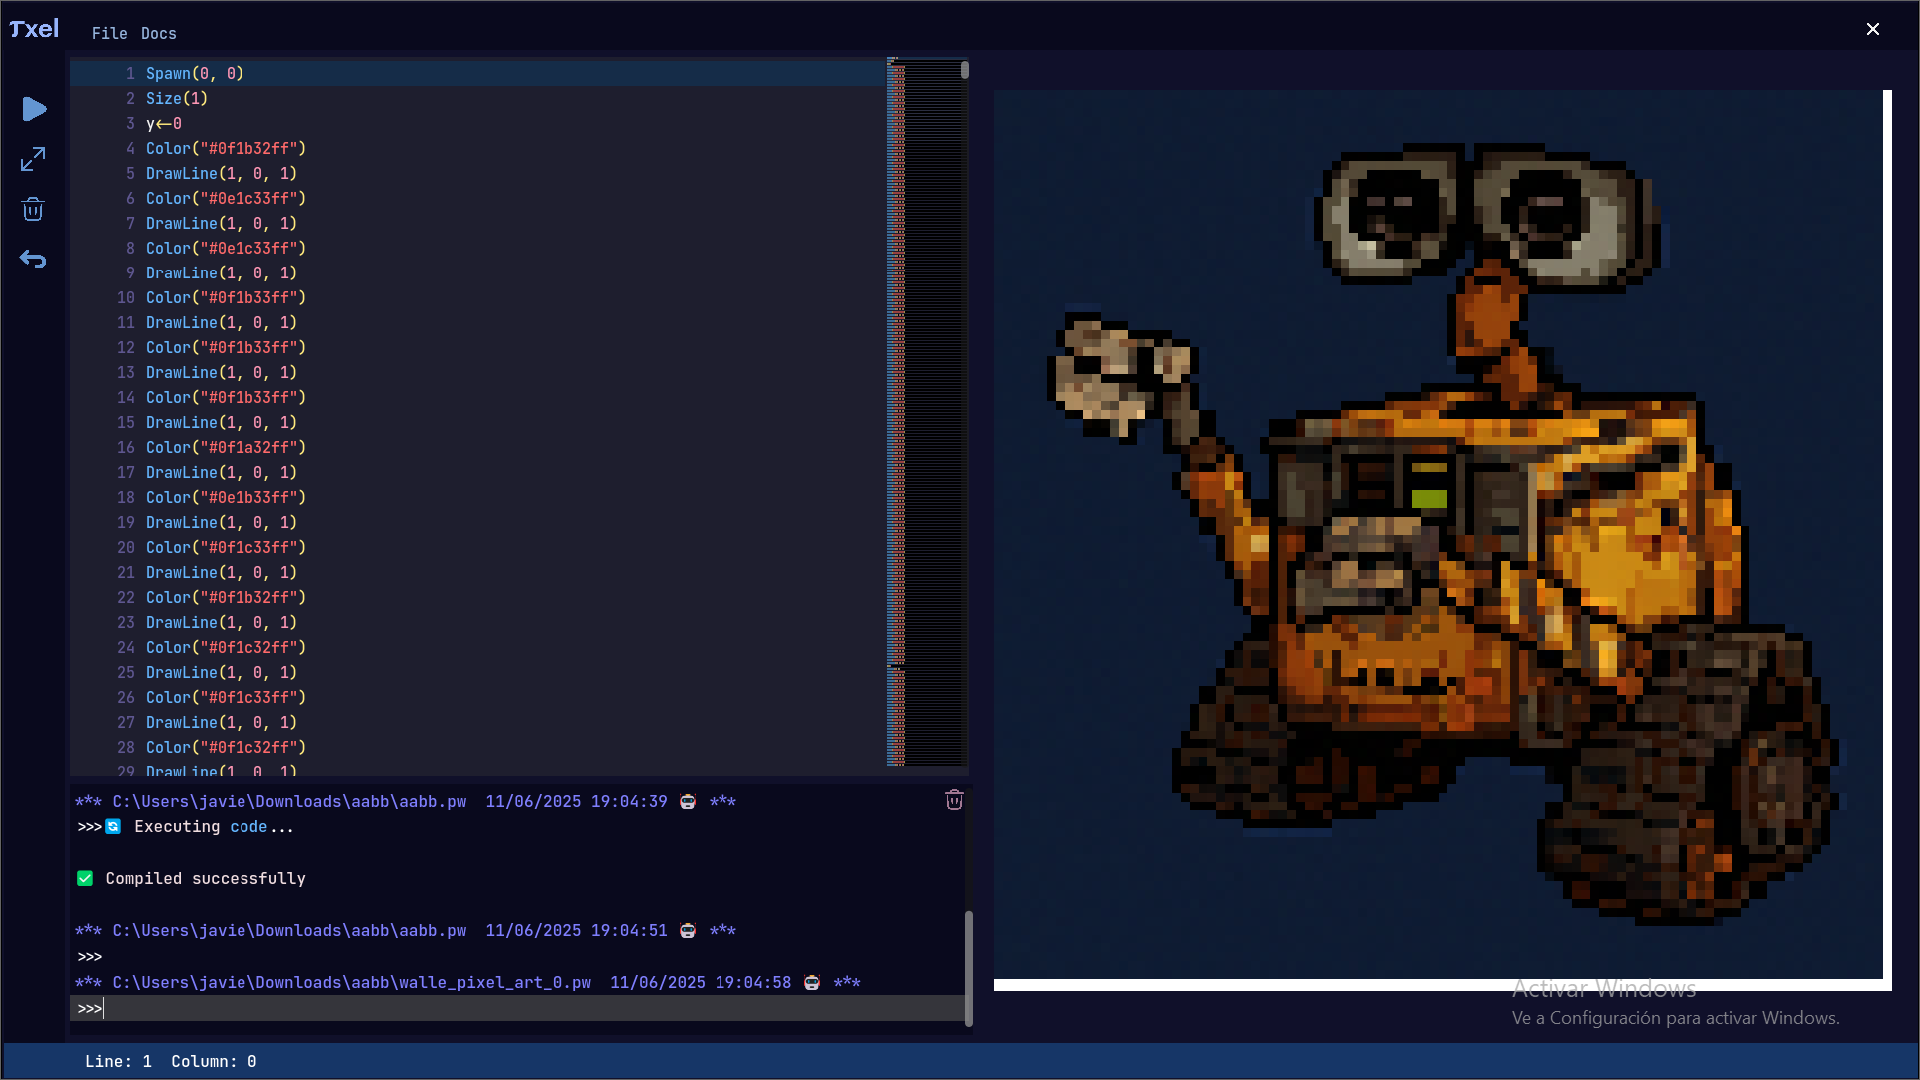 Txel
File Docs
1 Spawn(0, 0)
2 Size(1)
3 y←0
4 Color("#0f1b32ff")
5 DrawLine(1, 0, 1)
6 Color("#0e1c33ff")
7 DrawLine(1, 0, 1)
8 Color("#0e1c33ff")
9 DrawLine(1, 0, 1)
10 Color("#0f1b33ff")
11 DrawLine(1, 0, 1)
12 Color("#0f1b33ff")
13 DrawLine(1, 0, 1)
14 Color("#0f1b33ff")
15 DrawLine(1, 0, 1)
16 Color("#0f1a32ff")
17 DrawLine(1, 0, 1)
18 Color("#0e1b33ff")
19 DrawLine(1, 0, 1)
20 Color("#0f1c33ff")
21 DrawLine(1, 0, 1)
22 Color("#0f1b32ff")
23 DrawLine(1, 0, 1)
24 Color("#0f1c32ff")
25 DrawLine(1, 0, 1)
26 Color("#0f1c33ff")
27 DrawLine(1, 0, 1)
28 Color("#0f1c32ff")
29 DrawLine(1, 0, 1)
*** C:\Users\javie\Downloads\aabb\aabb.pw 11/06/2025 19:04:39 🤖 ***
>>>🔄 Executing code...
✅ Compiled successfully
*** C:\Users\javie\Downloads\aabb\aabb.pw 11/06/2025 19:04:51 🤖 ***
>>>
*** C:\Users\javie\Downloads\aabb\walle_pixel_art_0.pw 11/06/2025 19:04:58 🤖 ***
>>>
Activar Windows
Ve a Configuración para activar Windows.
Line: 1 Column: 0